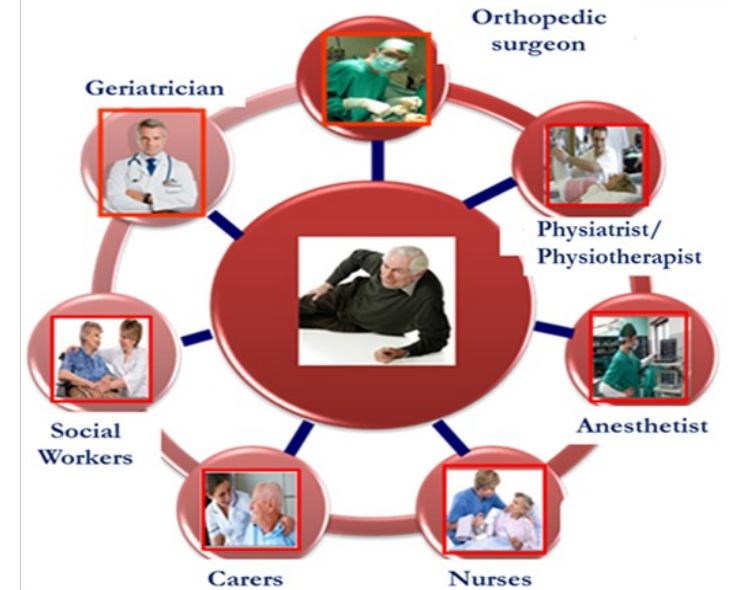 Orthopedic
surgeon
Geriatrician
Physiatrist/
Physiotherapist
Anesthetist
Social
Workers
Carers
Nurses